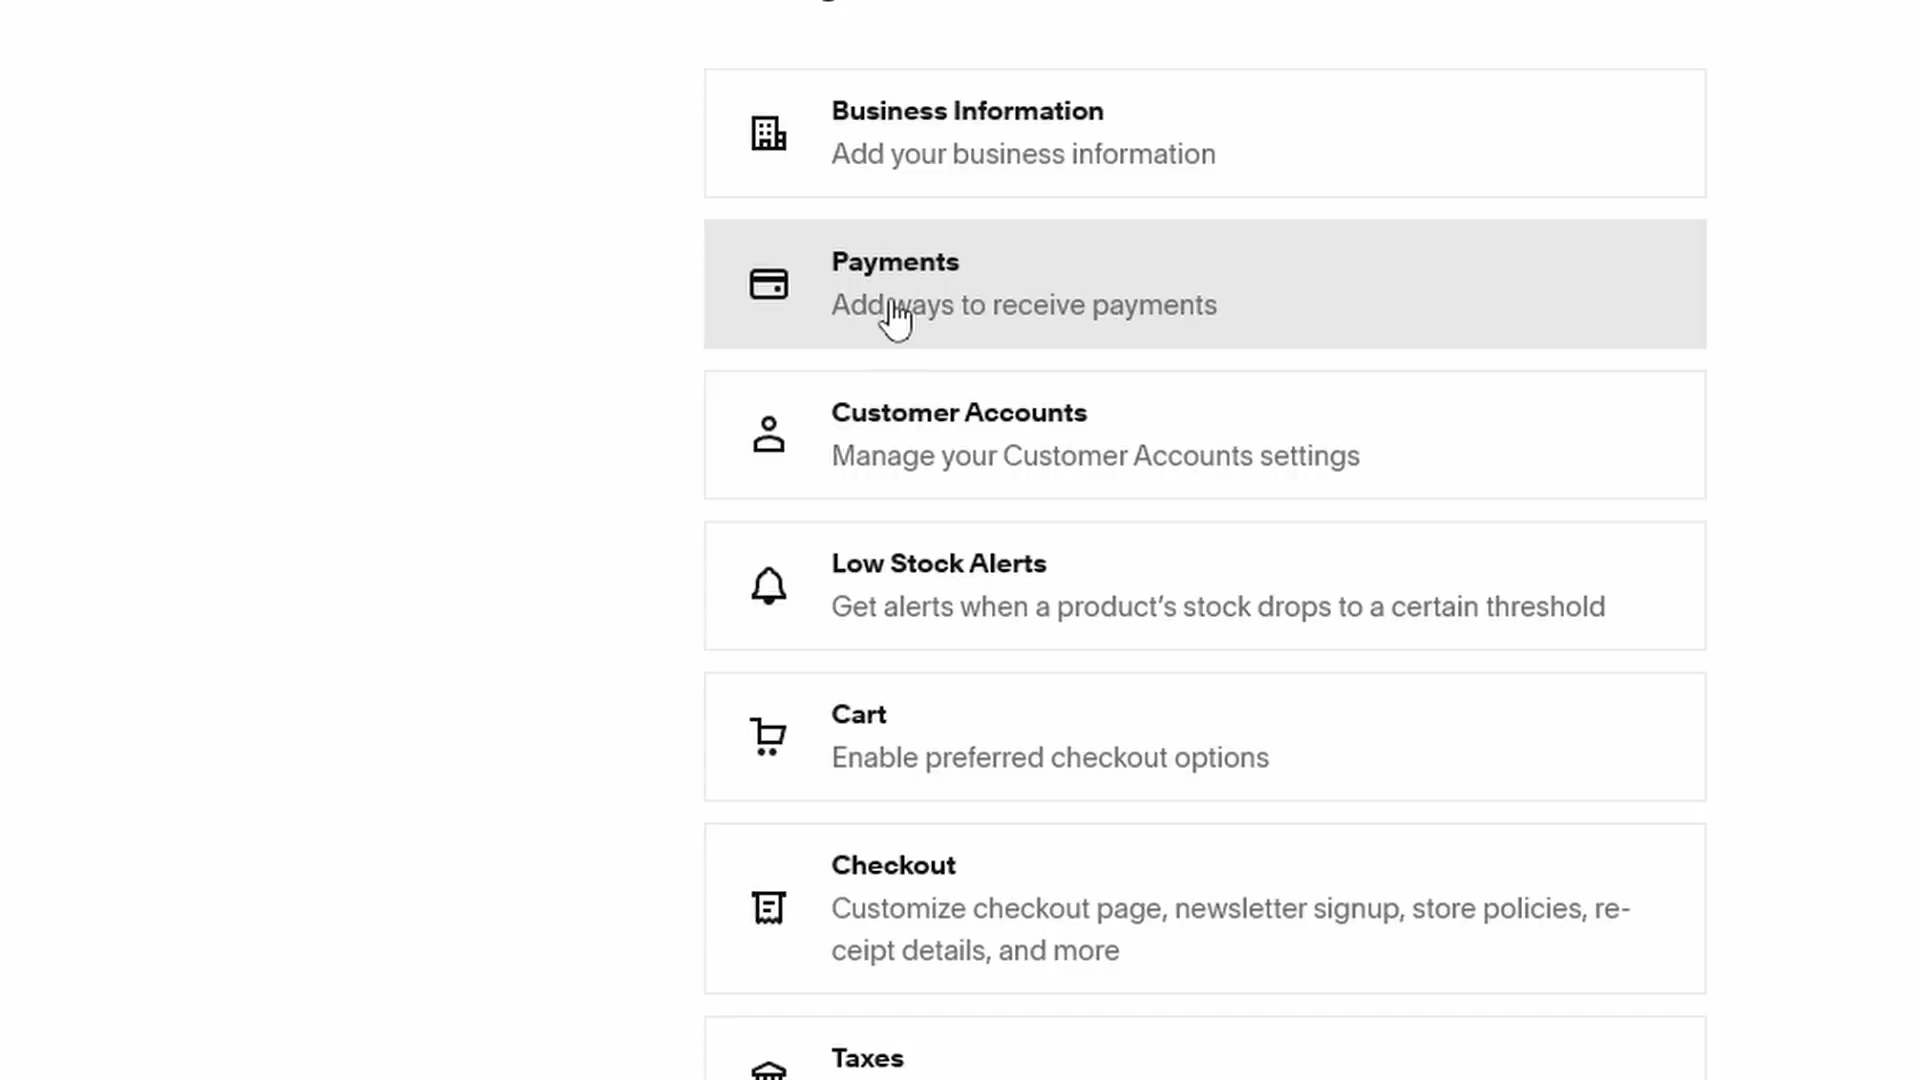 Business Information
Add your business information
Payments
Add ways to receive payments
Customer Accounts
Manage your Customer Accounts settings
Low Stock Alerts
Get alerts when a product’s stock drops to a certain threshold
Cart
Enable preferred checkout options
Checkout
Customize checkout page, newsletter signup, store policies, re-
ceipt details, and more
Taxes